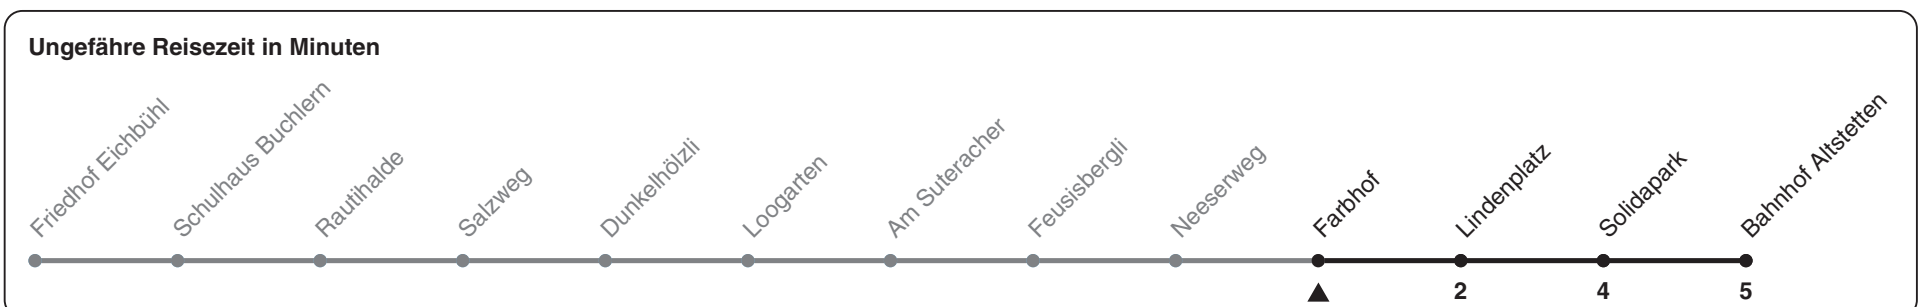 Ungefähre Reisezeit in Minuten
Friedhof Eichbühl
Schulhaus Buchlern
Rautihalde
Salzweg
Dunkelhölzli
Loogarten
Am Suteracher
Feusisbergli
Neeserweg
Farbhof
Lindenplatz
Solidapark
Bahnhof Altstetten
2
4
5